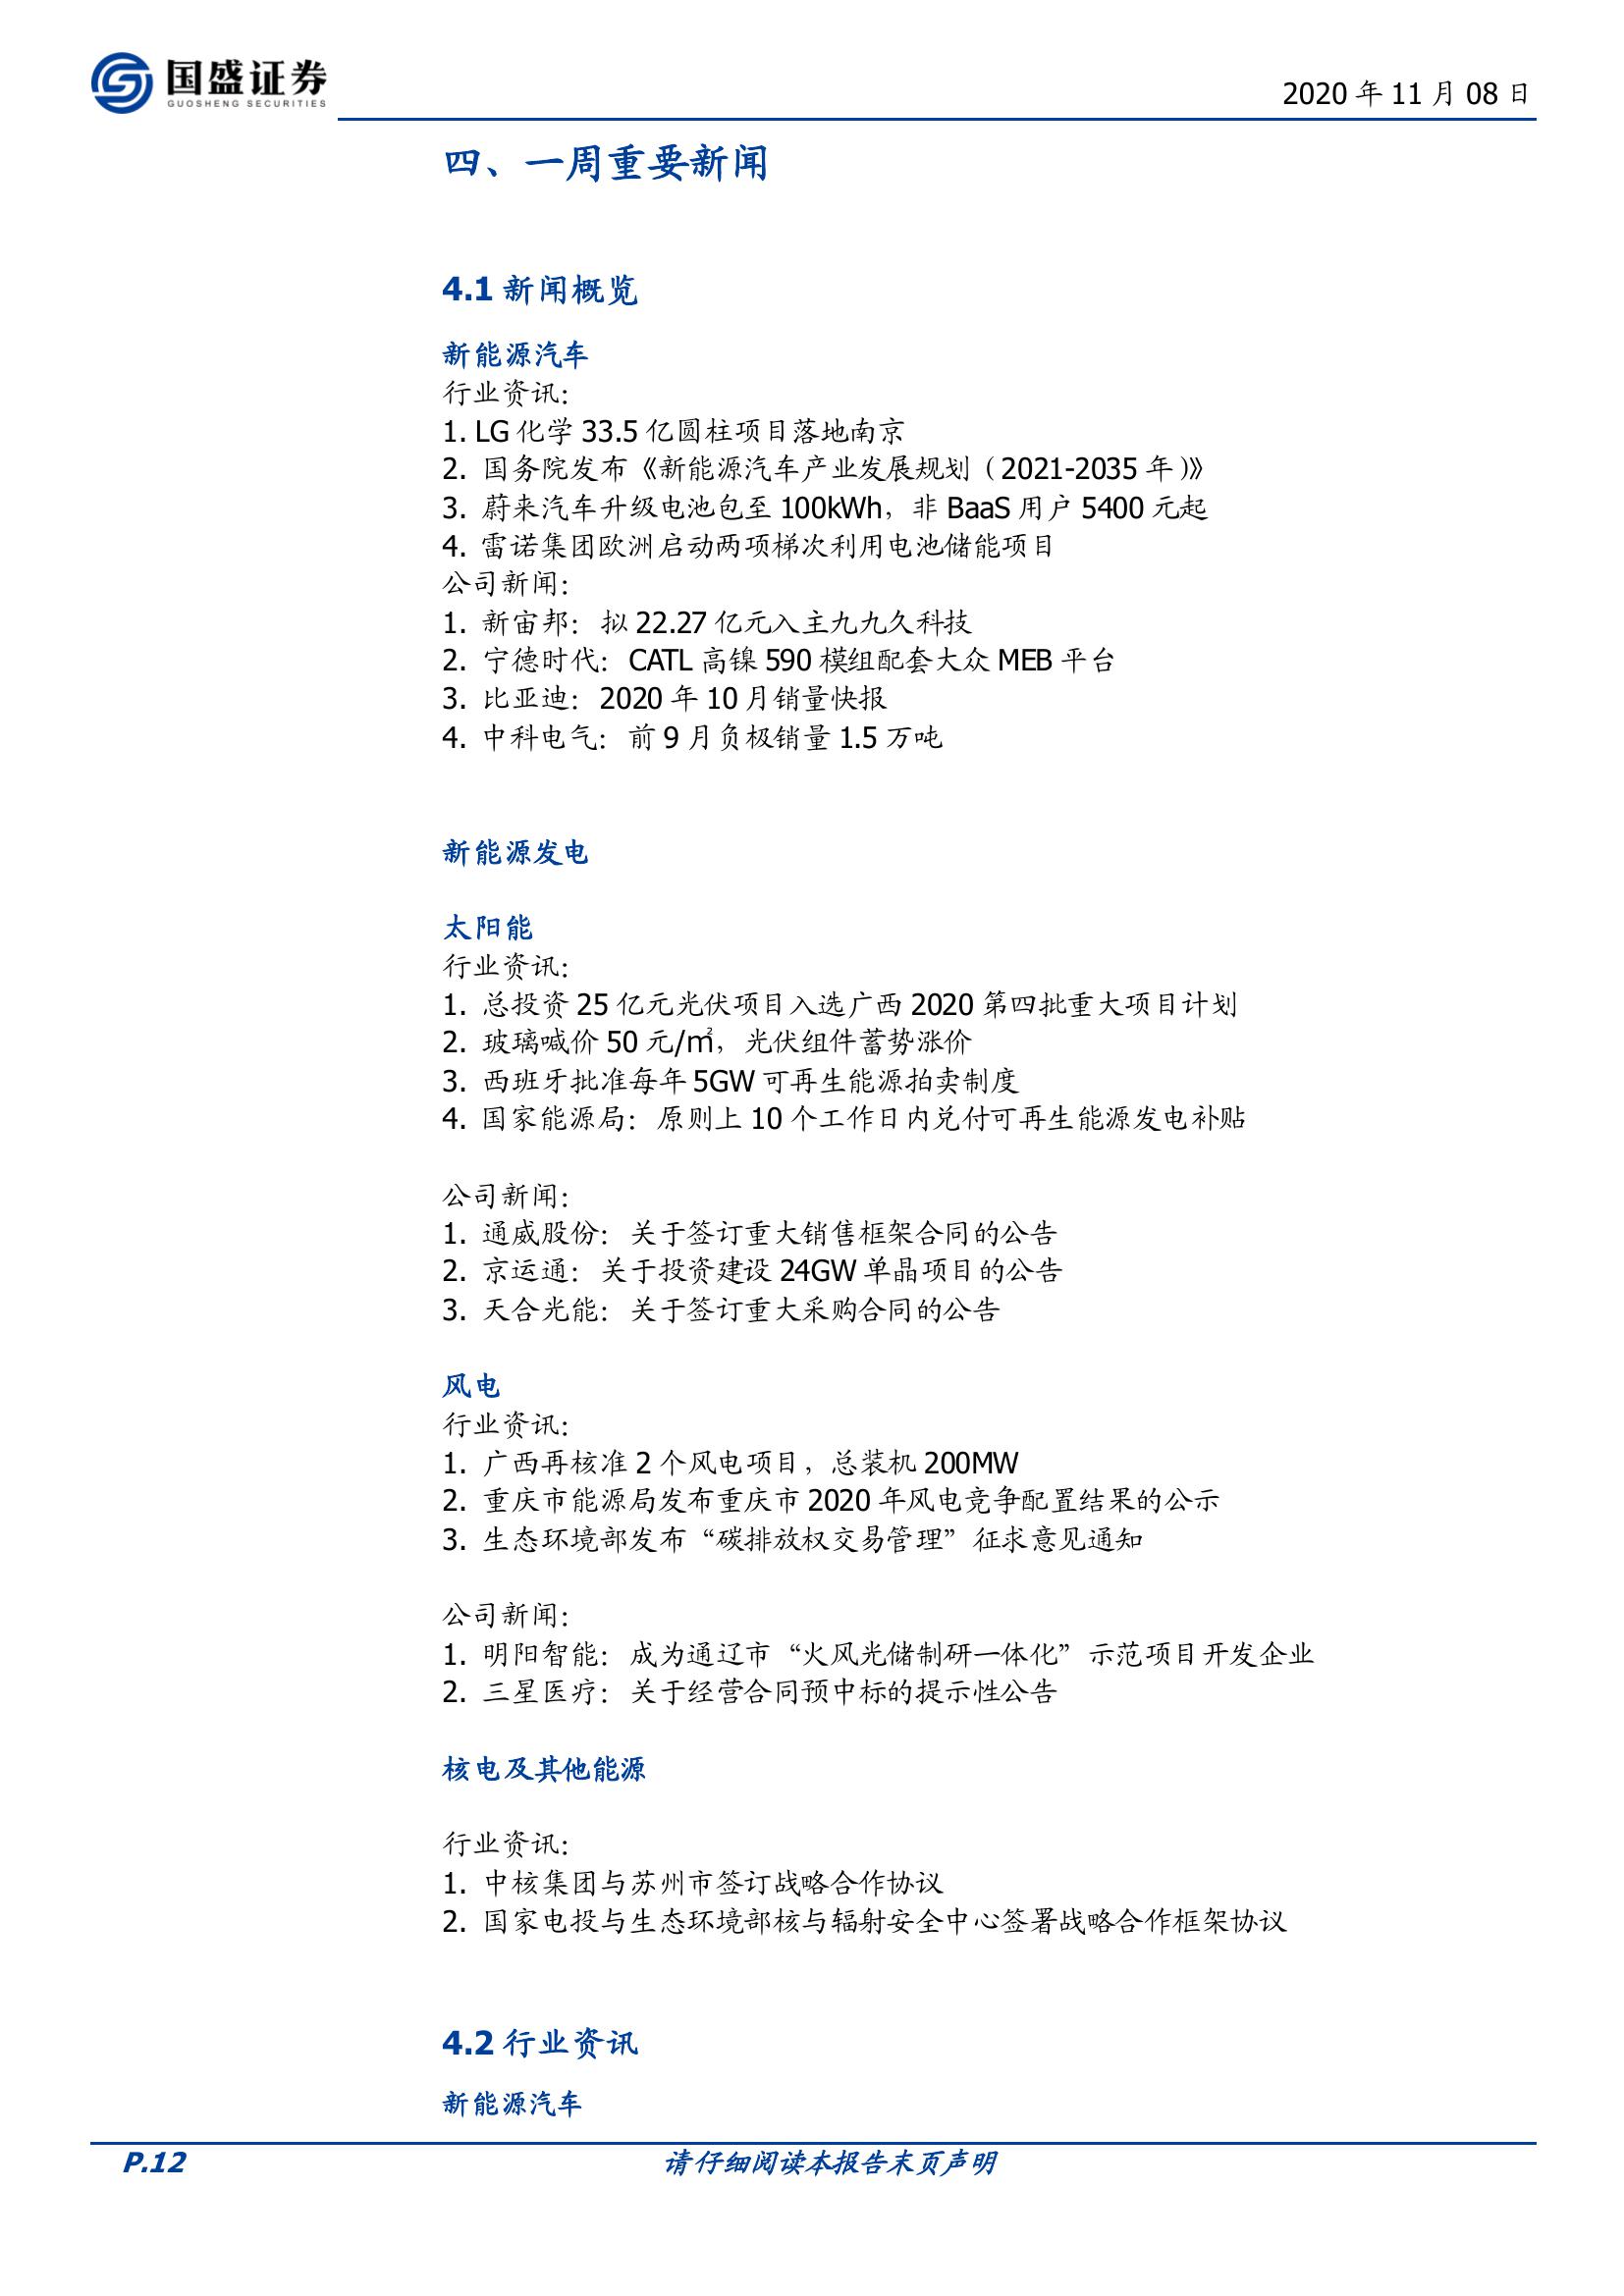 国盛证券
GUOSHENG SECURITIES
2020 年 11 月 08 日
四、一周重要新闻
4.1 新闻概览
新能源汽车
行业资讯：
1. LG 化学 33.5 亿圆柱项目落地南京
2. 国务院发布《新能源汽车产业发展规划（2021-2035 年）》
3. 蔚来汽车升级电池包至 100kWh，非 BaaS 用户 5400 元起
4. 雷诺集团欧洲启动两项梯次利用电池储能项目
公司新闻：
1. 新宙邦：拟 22.27 亿元入主九九久科技
2. 宁德时代：CATL 高镍 590 模组配套大众 MEB 平台
3. 比亚迪：2020 年 10 月销量快报
4. 中科电气：前 9 月负极销量 1.5 万吨
新能源发电
太阳能
行业资讯：
1. 总投资 25 亿元光伏项目入选广西 2020 第四批重大项目计划
2. 玻璃喊价 50 元/㎡，光伏组件蓄势涨价
3. 西班牙批准每年 5GW 可再生能源拍卖制度
4. 国家能源局：原则上 10 个工作日内兑付可再生能源发电补贴
公司新闻：
1. 通威股份：关于签订重大销售框架合同的公告
2. 京运通：关于投资建设 24GW 单晶项目的公告
3. 天合光能：关于签订重大采购合同的公告
风电
行业资讯：
1. 广西再核准 2 个风电项目，总装机 200MW
2. 重庆市能源局发布重庆市 2020 年风电竞争配置结果的公示
3. 生态环境部发布“碳排放权交易管理”征求意见通知
公司新闻：
1. 明阳智能：成为通辽市“火风光储制研一体化”示范项目开发企业
2. 三星医疗：关于经营合同预中标的提示性公告
核电及其他能源
行业资讯：
1. 中核集团与苏州市签订战略合作协议
2. 国家电投与生态环境部核与辐射安全中心签署战略合作框架协议
4.2 行业资讯
新能源汽车
P.12
请仔细阅读本报告末页声明